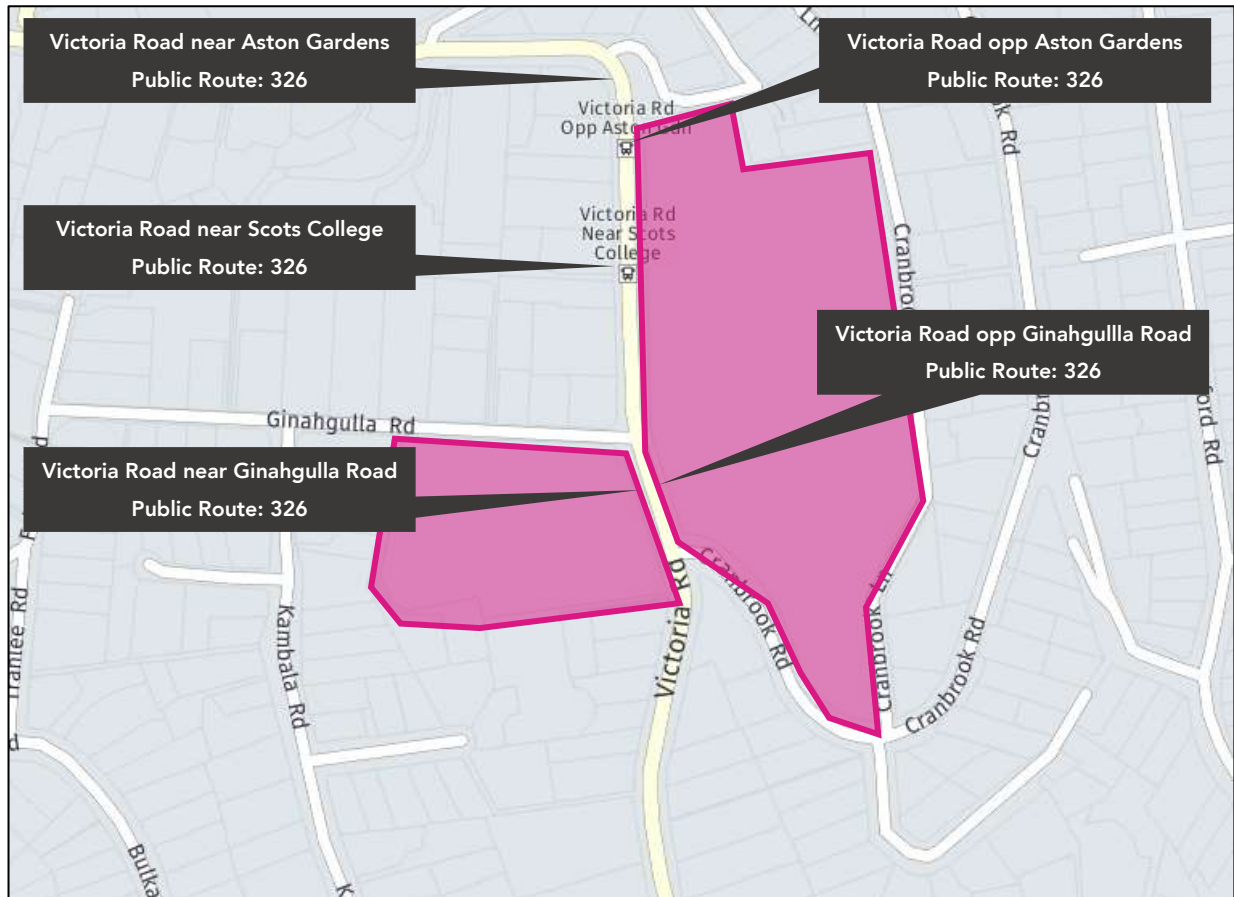 Victoria Road near Aston Gardens
Public Route: 326
Victoria Road opp Aston Gardens
Public Route: 326
Victoria Rd
Opp Aston Gdn
Victoria Road near Scots College
Public Route: 326
Victoria Rd
Near Scots
College
Victoria Road opp Ginahgullla Road
Public Route: 326
Ginahgulla Rd
Victoria Road near Ginahgulla Road
Public Route: 326
Victoria Rd
Cranbrook Rd
Cranbrook Ln
Cranbrook Rd
Kambala Rd
Rd
ford Rd